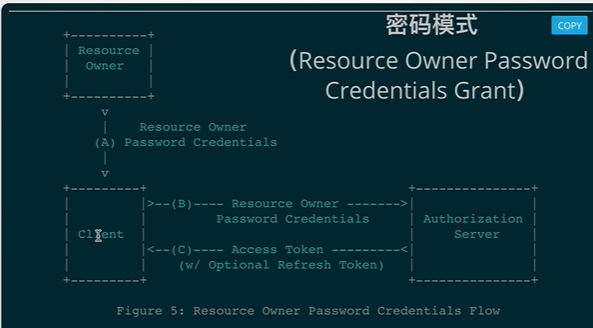 密码模式
COPY
(Resource Owner Password
Credentials Grant)
Resource
Owner
Resource Owner
(A) Password Credentials
>--(B)---- Resource Owner ------->
Password Credentials
Client
Authorization
Server
<--(C)---- Access Token ---------<
(w/ Optional Refresh Token)
Figure 5: Resource Owner Password Credentials Flow